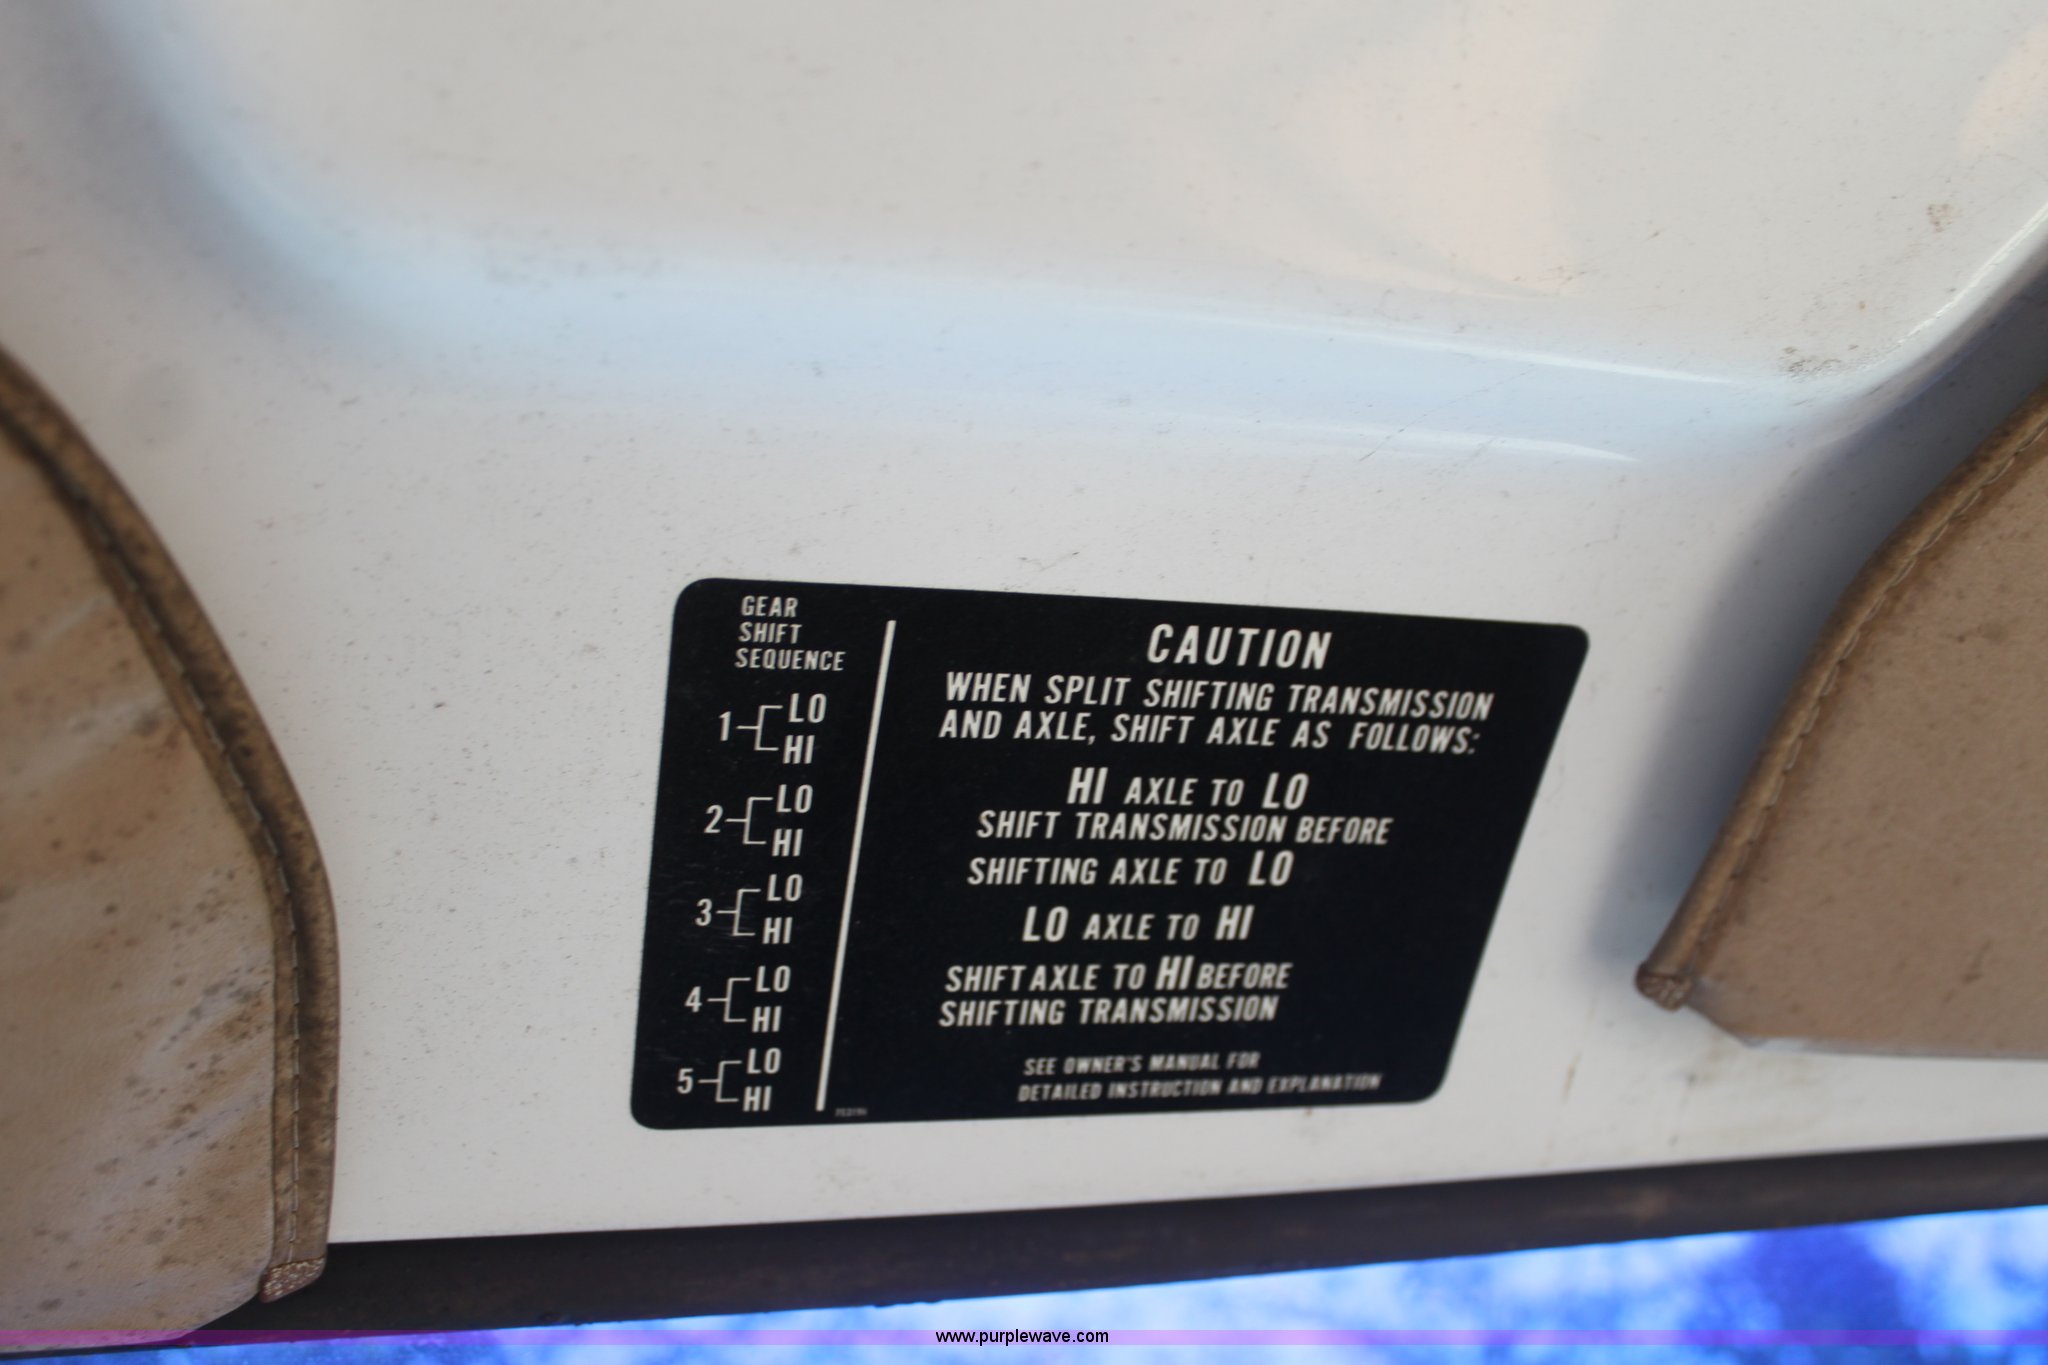 GEAR
SHIFT
SEQUENCE
1 LO
HI
2 LO
HI
3 LO
HI
4 LO
HI
5 LO
HI
CAUTION
WHEN SPLIT SHIFTING TRANSMISSION
AND AXLE, SHIFT AXLE AS FOLLOWS:
HI AXLE TO LO
SHIFT TRANSMISSION BEFORE
SHIFTING AXLE TO LO
LO AXLE TO HI
SHIFT AXLE TO HI BEFORE
SHIFTING TRANSMISSION
SEE OWNER'S MANUAL FOR
DETAILED INSTRUCTION AND EXPLANATION
www.purplewave.com